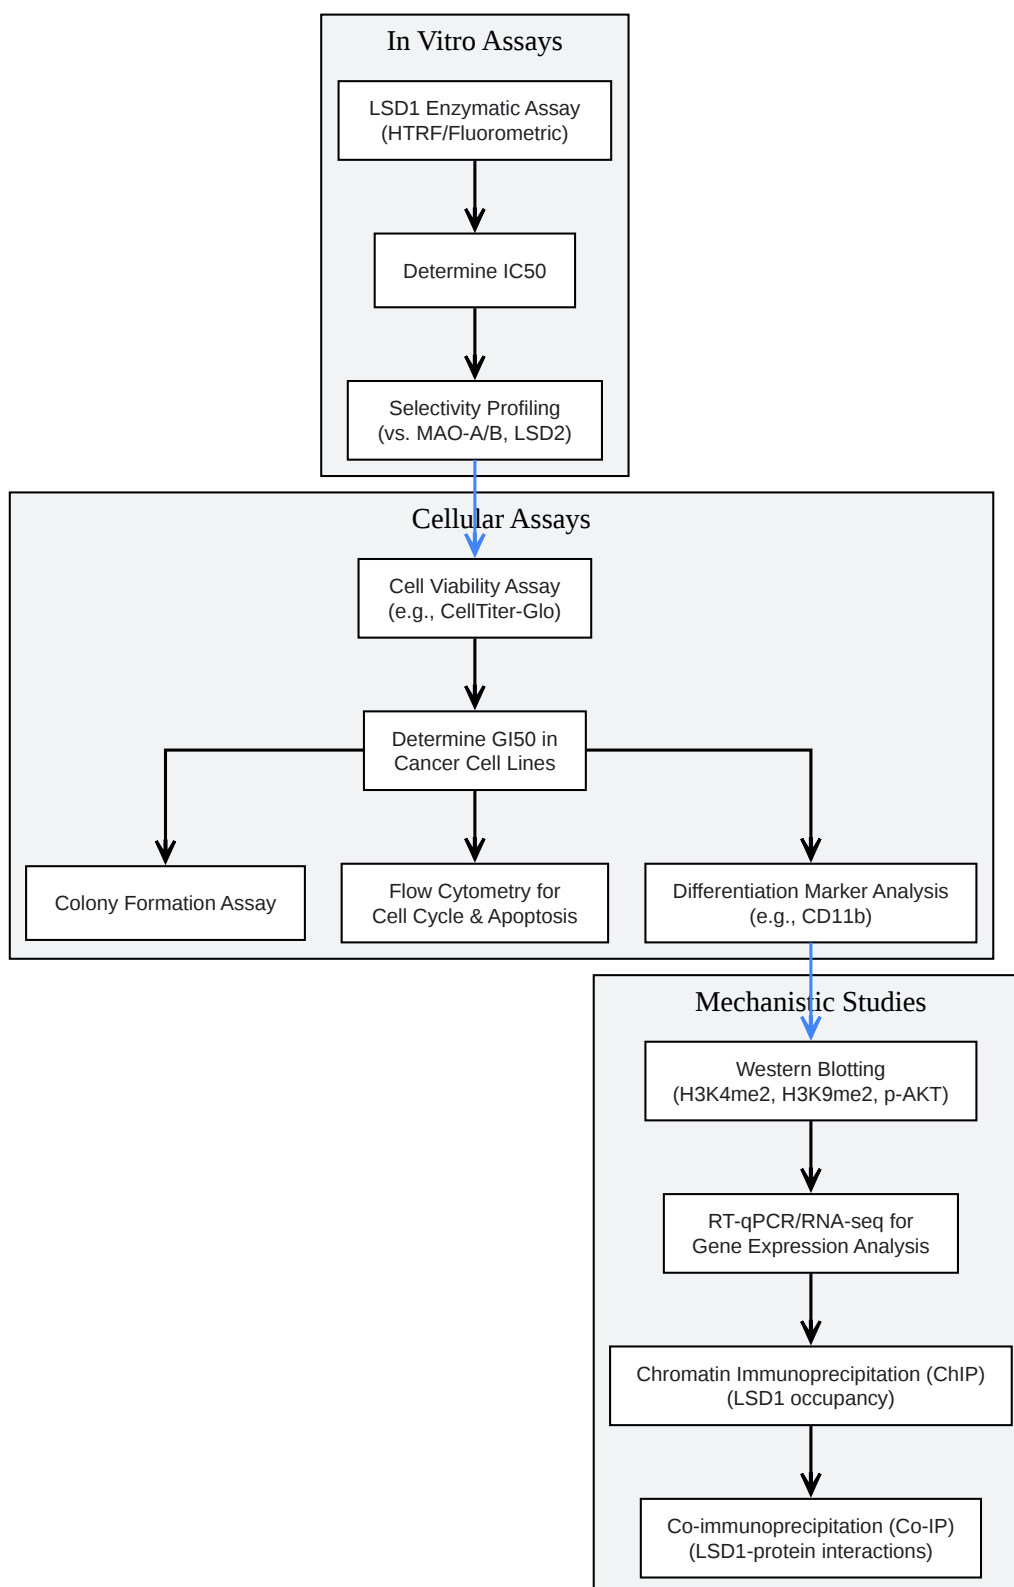 In Vitro Assays
LSD1 Enzymatic Assay
(HTRF/Fluorometric)
Determine IC50
Selectivity Profiling
(vs. MAO-A/B, LSD2)
Cellular Assays
Cell Viability Assay
(e.g., CellTiter-Glo)
Determine GI50 in
Cancer Cell Lines
Colony Formation Assay
Flow Cytometry for
Cell Cycle & Apoptosis
Differentiation Marker Analysis
(e.g., CD11b)
Mechanistic Studies
Western Blotting
(H3K4me2, H3K9me2, p-AKT)
RT-qPCR/RNA-seq for
Gene Expression Analysis
Chromatin Immunoprecipitation (ChIP)
(LSD1 occupancy)
Co-immunoprecipitation (Co-IP)
(LSD1-protein interactions)